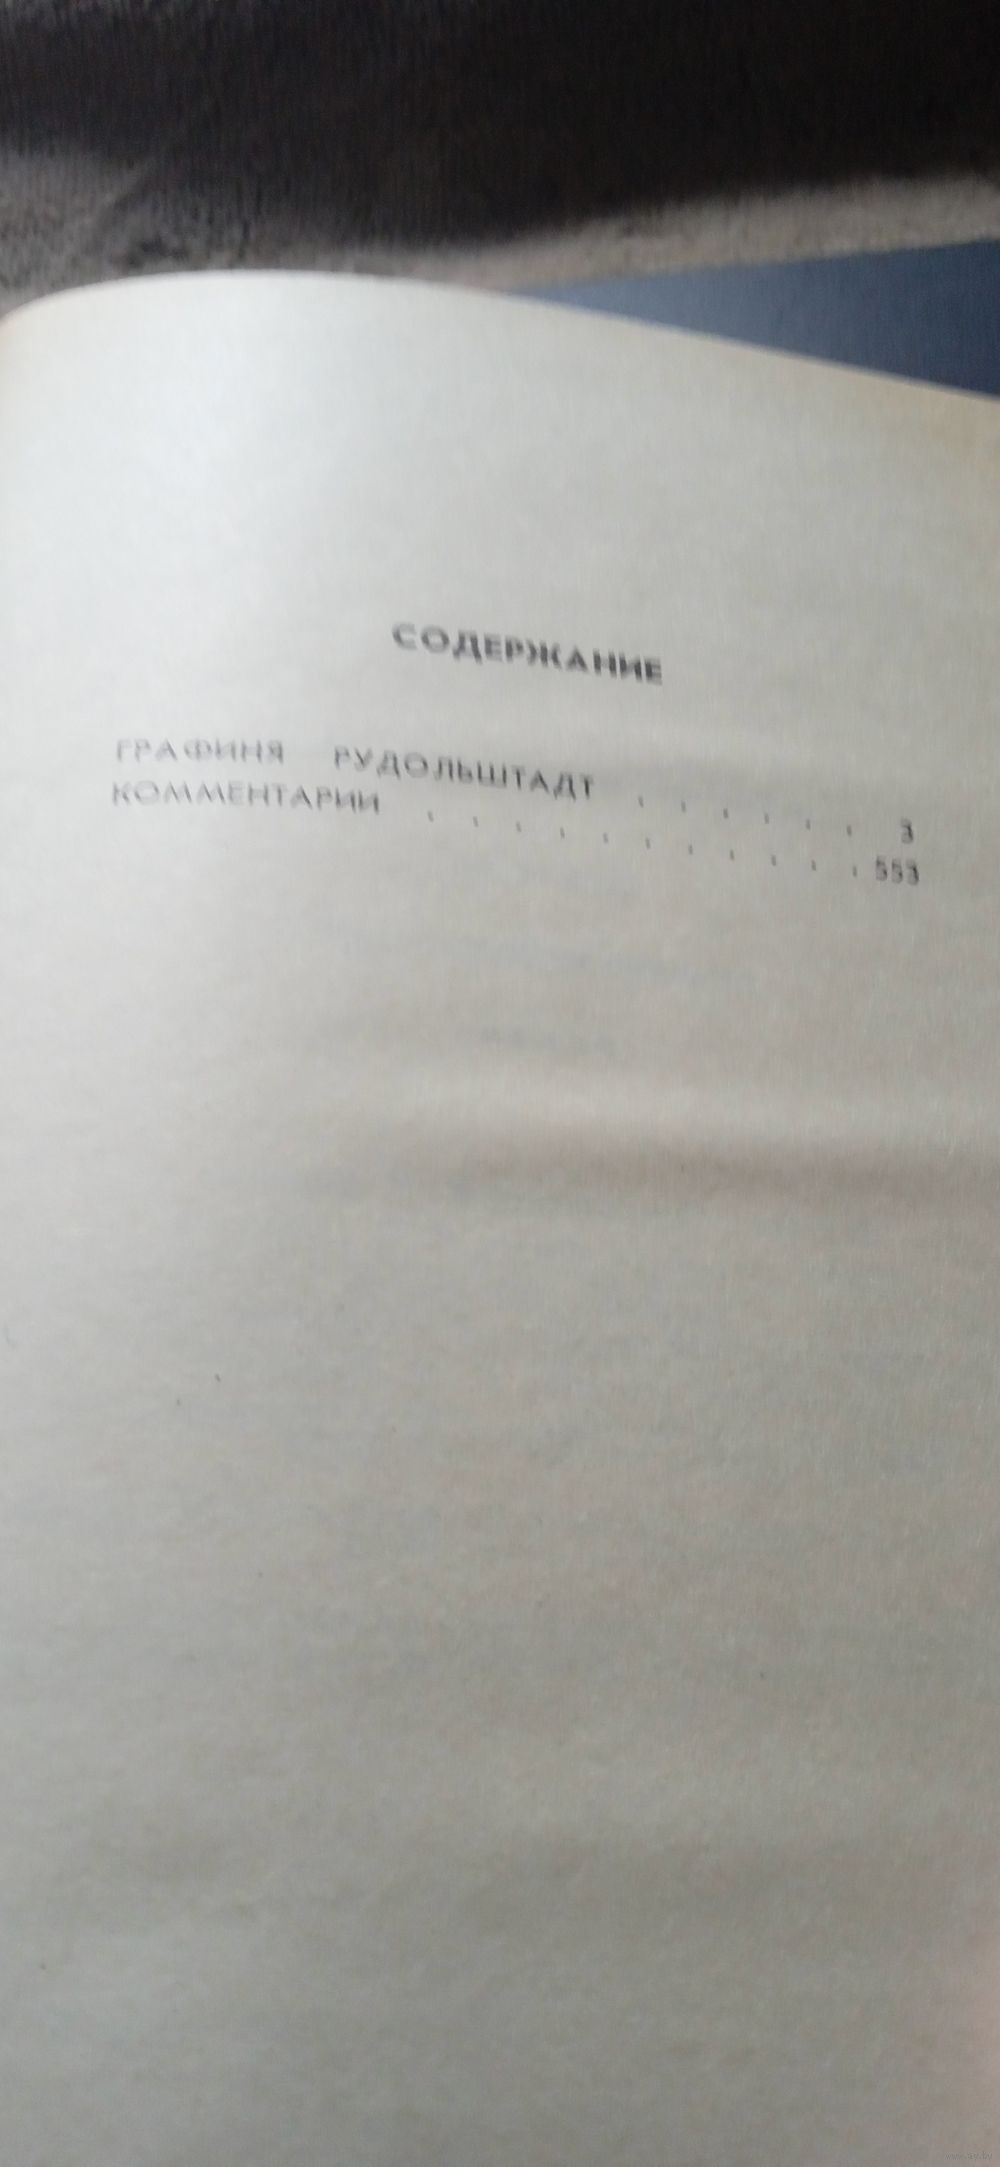 СОДЕРЖАНИЕ
ГРАФИНЯ РУДОЛЬШТАДТ . . . . . . 3
КОММЕНТАРИИ . . . . . . . . . . . 553